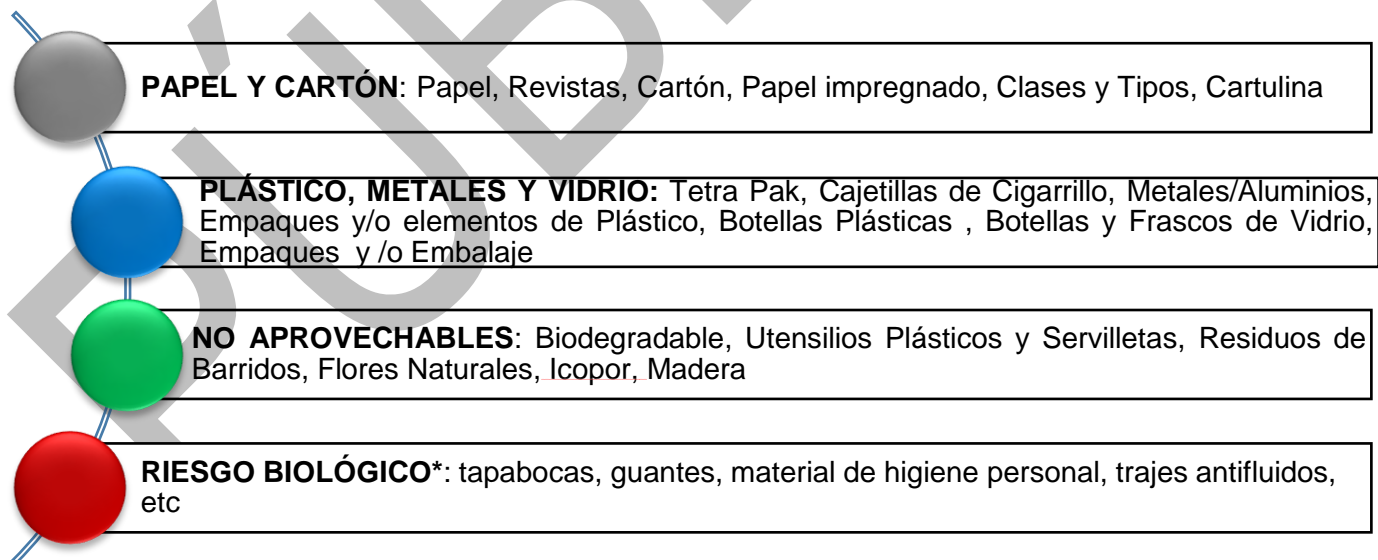 PAPEL Y CARTÓN: Papel, Revistas, Cartón, Papel impregnado, Clases y Tipos, Cartulina
PLÁSTICO, METALES Y VIDRIO: Tetra Pak, Cajetillas de Cigarrillo, Metales/Aluminios,
Empaques y/o elementos de Plástico, Botellas Plásticas , Botellas y Frascos de Vidrio,
Empaques y /o Embalaje
NO APROVECHABLES: Biodegradable, Utensilios Plásticos y Servilletas, Residuos de
Barridos, Flores Naturales, Icopor, Madera
RIESGO BIOLÓGICO*: tapabocas, guantes, material de higiene personal, trajes antifluidos,
etc